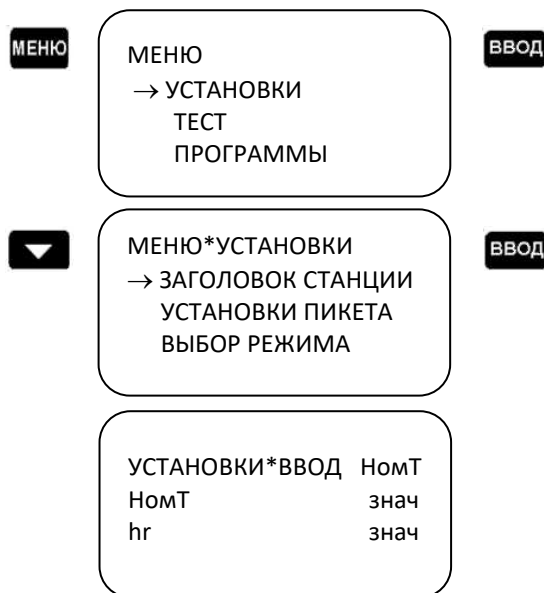 МЕНЮ
МЕНЮ
→ УСТАНОВКИ
ТЕСТ
ПРОГРАММЫ
ВВОД
МЕНЮ*УСТАНОВКИ
→ ЗАГОЛОВОК СТАНЦИИ
УСТАНОВКИ ПИКЕТА
ВЫБОР РЕЖИМА
ВВОД
УСТАНОВКИ*ВВОД НомТ
НомТ знач
hr знач